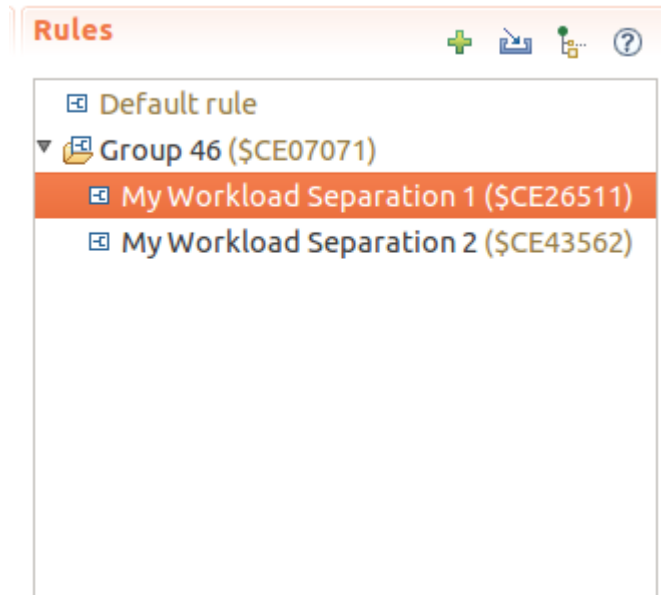 Rules
Default rule
Group 46 ($CE07071)
My Workload Separation 1 ($CE26511)
My Workload Separation 2 ($CE43562)